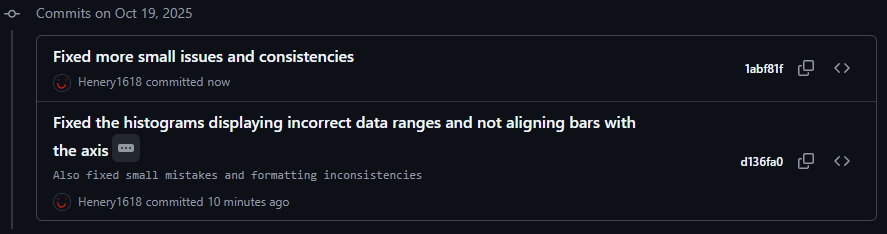 Commits on Oct 19, 2025
Fixed more small issues and consistencies
1abf81f
Henery1618 committed now
Fixed the histograms displaying incorrect data ranges and not aligning bars with
the axis
Also fixed small mistakes and formatting inconsistencies
d136fa0
Henery1618 committed 10 minutes ago